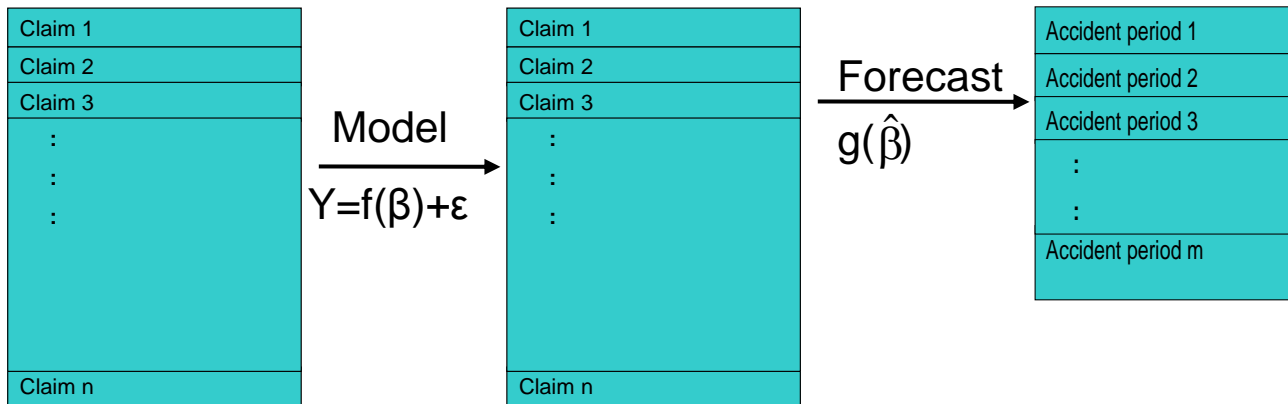 Claim 1
Claim 2
Claim 3
:
:
:
Claim n
Model
Y=f(β)+ε
Claim 1
Claim 2
Claim 3
:
:
:
Claim n
Forecast
g(β̂)
Accident period 1
Accident period 2
Accident period 3
:
:
Accident period m